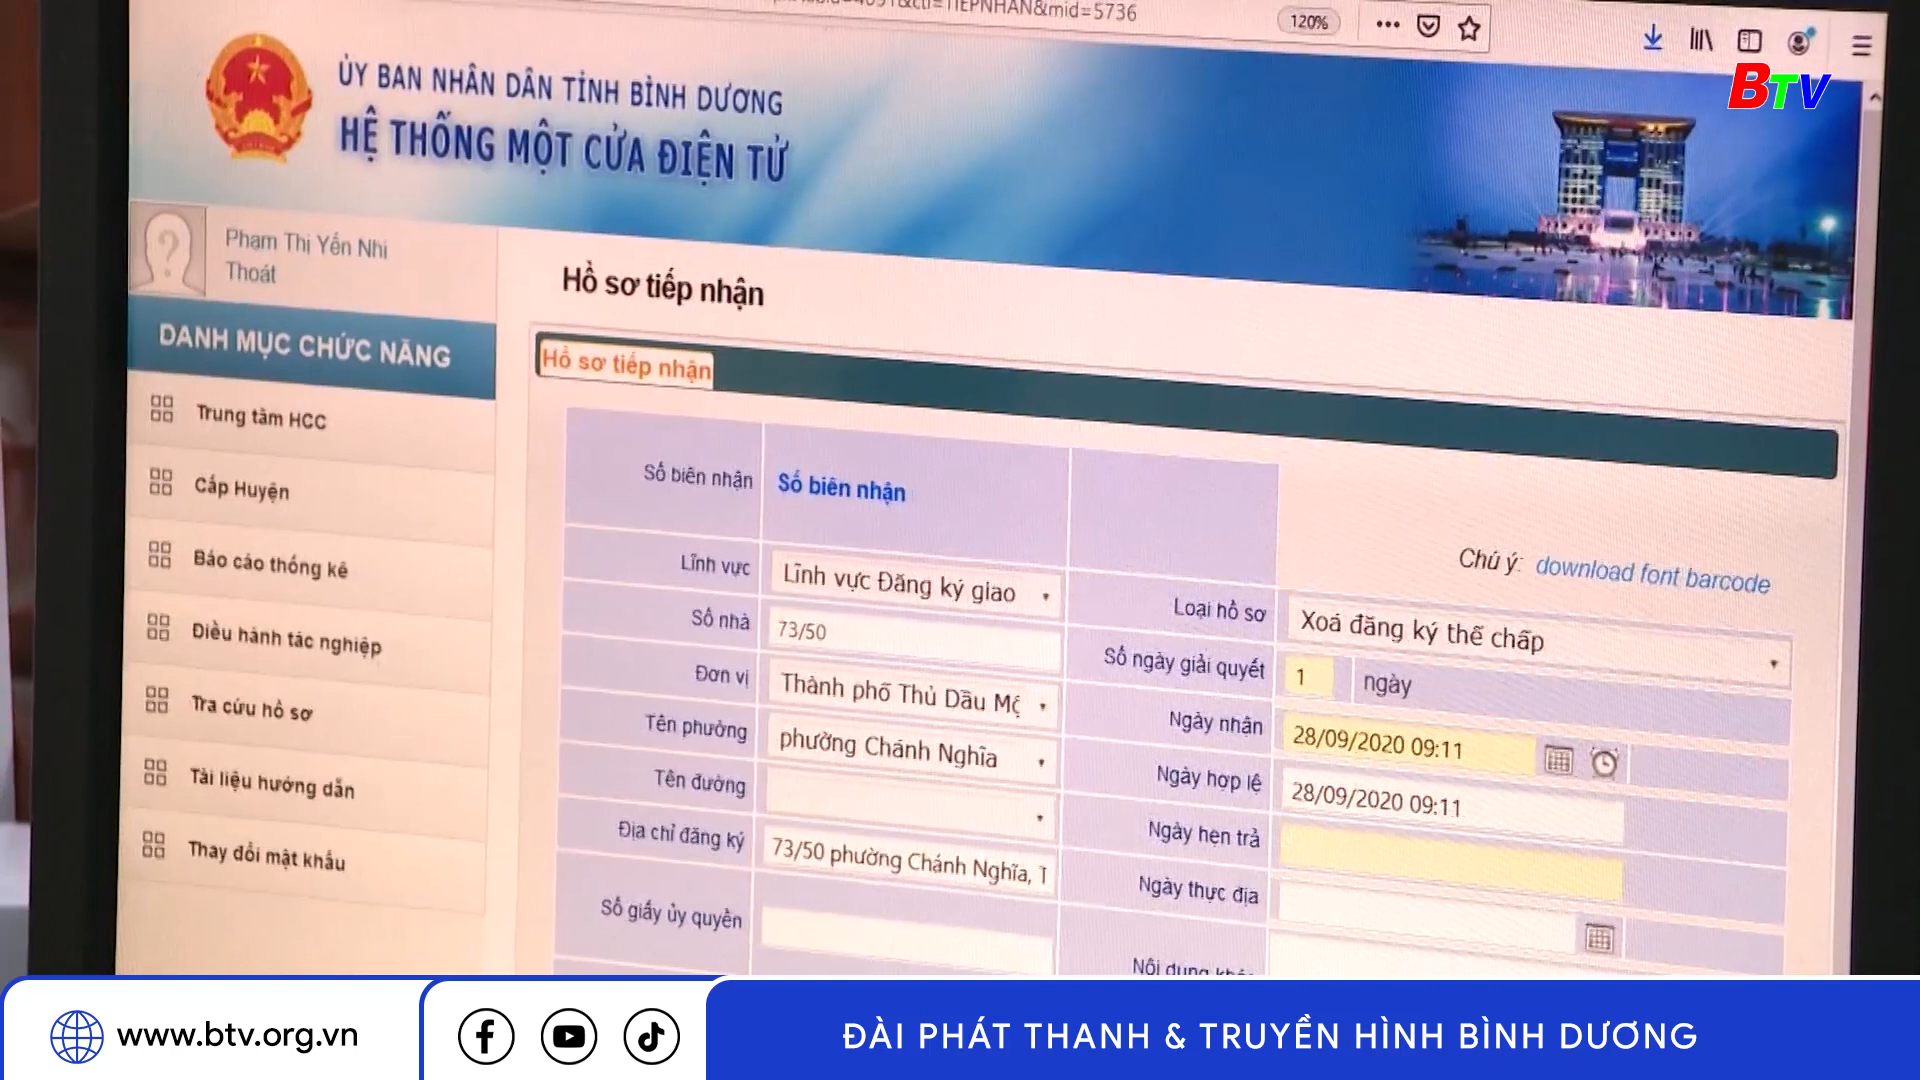 &mid=5736
120%
BTV
ỦY BAN NHÂN DÂN TỈNH BÌNH DƯƠNG
HỆ THỐNG MỘT CỬA ĐIỆN TỬ
Phạm Thị Yến Nhi
Thoát
DANH MỤC CHỨC NĂNG
Trung tâm HCC
Cấp Huyện
Báo cáo thống kê
Điều hành tác nghiệp
Tra cứu hồ sơ
Tài liệu hướng dẫn
Thay đổi mật khẩu
Hồ sơ tiếp nhận
Hồ sơ tiếp nhận
Số biên nhận Số biên nhận
Chú ý: download font barcode
Lĩnh vực Lĩnh vực Đăng ký giao
Loại hồ sơ Xoá đăng ký thế chấp
Số nhà 73/50
Số ngày giải quyết 1 ngày
Đơn vị Thành phố Thủ Dầu Mộ
Ngày nhận 28/09/2020 09:11
Tên phường phường Chánh Nghĩa
Ngày hợp lệ 28/09/2020 09:11
Tên đường
Ngày hẹn trả
Địa chỉ đăng ký 73/50 phường Chánh Nghĩa, T
Ngày thực địa
Số giấy ủy quyền
Nội dung
www.btv.org.vn
ĐÀI PHÁT THANH & TRUYỀN HÌNH BÌNH DƯƠNG